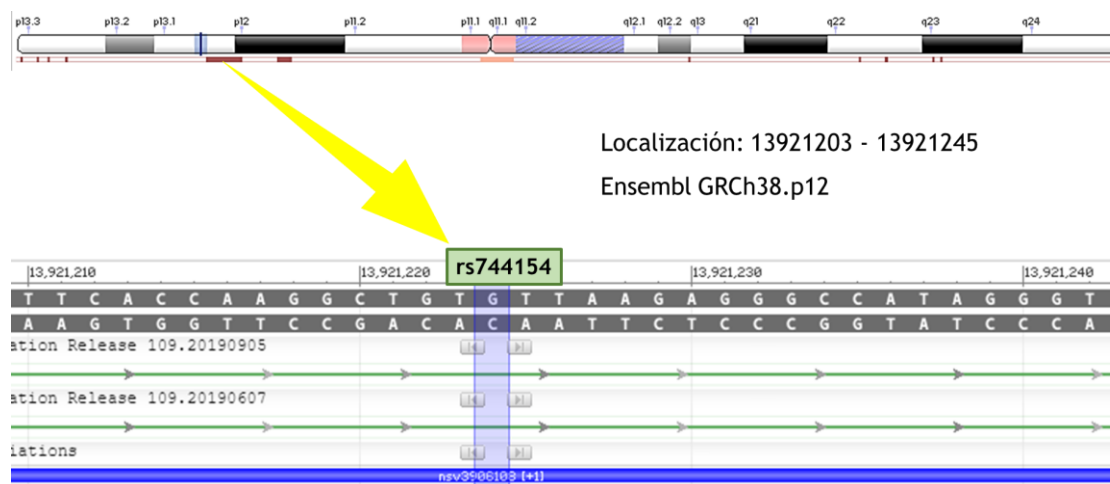 p13.3 p13.2 p13.1 p12 p11.2 p11.1 q11.1 q11.2 q12.1 q12.2 q13 q21 q22 q23 q24
Localización: 13921203 - 13921245
Ensembl GRCh38.p12
rs744154
13,921,210 13,921,220 13,921,230 13,921,240
T T C A C C A A G G C T G T G T T A A G A G G G C C A T A G G G T
A A G T G G T T C C G A C A C A A T T C T C C C G G T A T C C C A
ation Release 109.20190905
ation Release 109.20190607
iations
nsv3906103 [+1]